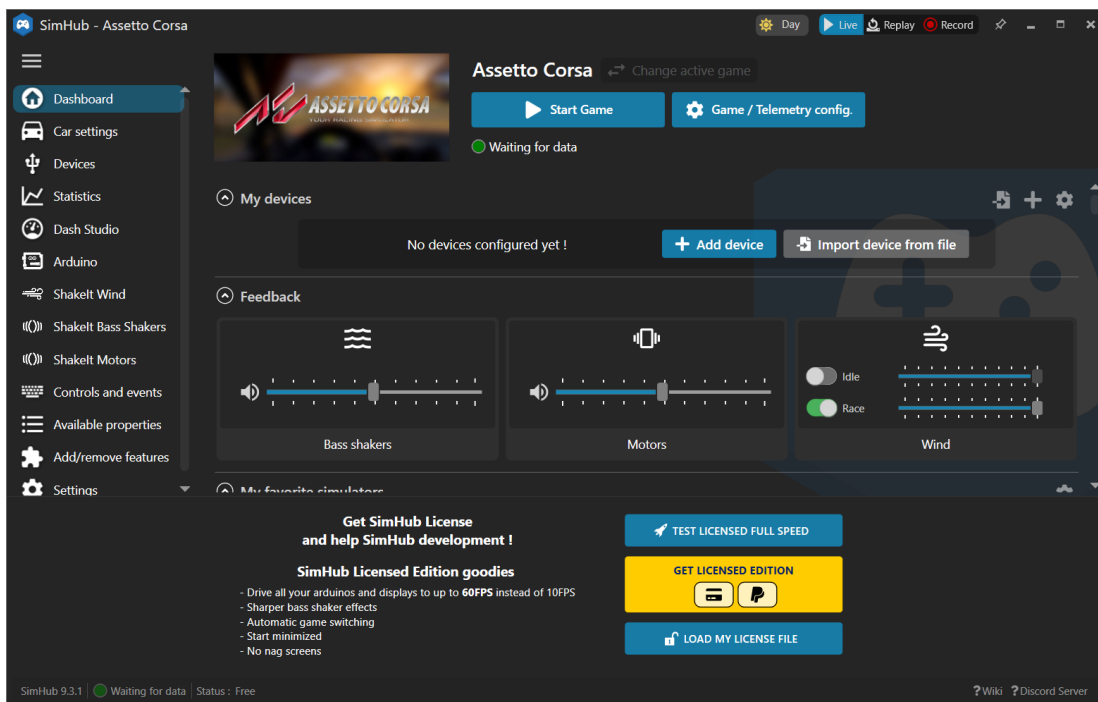 SimHub - Assetto Corsa
Day
Live
Replay
Record
Dashboard
Car settings
Devices
Statistics
Dash Studio
Arduino
ShakeIt Wind
ShakeIt Bass Shakers
ShakeIt Motors
Controls and events
Available properties
Add/remove features
Settings
ASSETTO CORSA
YOUR RACING SIMULATOR
Assetto Corsa
Change active game
Start Game
Game / Telemetry config.
Waiting for data
My devices
No devices configured yet !
Add device
Import device from file
Feedback
Bass shakers
Motors
Idle
Race
Wind
My favorite simulators
Get SimHub License
and help SimHub development !
SimHub Licensed Edition goodies
- Drive all your arduinos and displays to up to 60FPS instead of 10FPS
- Sharper bass shaker effects
- Automatic game switching
- Start minimized
- No nag screens
TEST LICENSED FULL SPEED
GET LICENSED EDITION
LOAD MY LICENSE FILE
SimHub 9.3.1
Waiting for data
Status : Free
?Wiki
?Discord Server